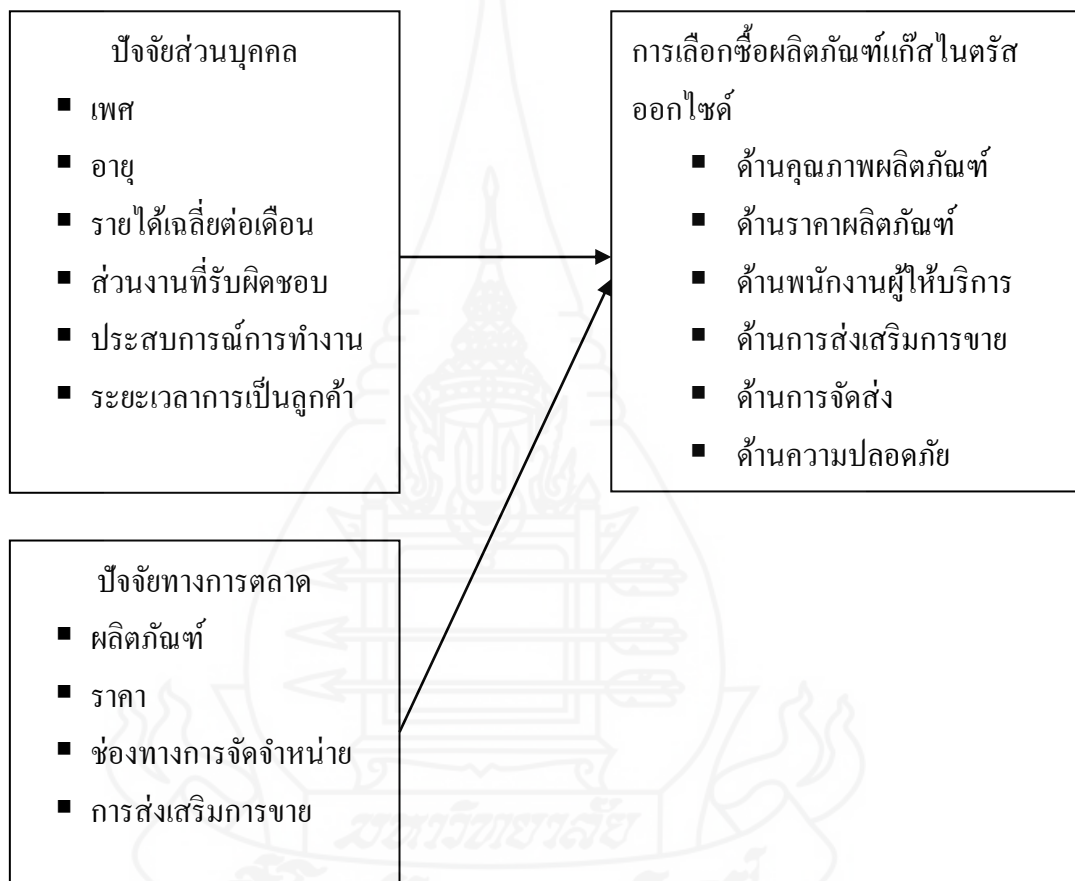 ปัจจัยส่วนบุคคล
■ เพศ
■ อายุ
■ รายได้เฉลี่ยต่อเดือน
■ ส่วนงานที่รับผิดชอบ
■ ประสบการณ์การทำงาน
■ ระยะเวลาการเป็นลูกค้า
การเลือกซื้อผลิตภัณฑ์แก๊สไนตรัส
ออกไซด์
■ ด้านคุณภาพผลิตภัณฑ์
■ ด้านราคาผลิตภัณฑ์
■ ด้านพนักงานผู้ให้บริการ
■ ด้านการส่งเสริมการขาย
■ ด้านการจัดส่ง
■ ด้านความปลอดภัย
ปัจจัยทางการตลาด
■ ผลิตภัณฑ์
■ ราคา
■ ช่องทางการจัดจำหน่าย
■ การส่งเสริมการขาย
มหาวิทยาลัย